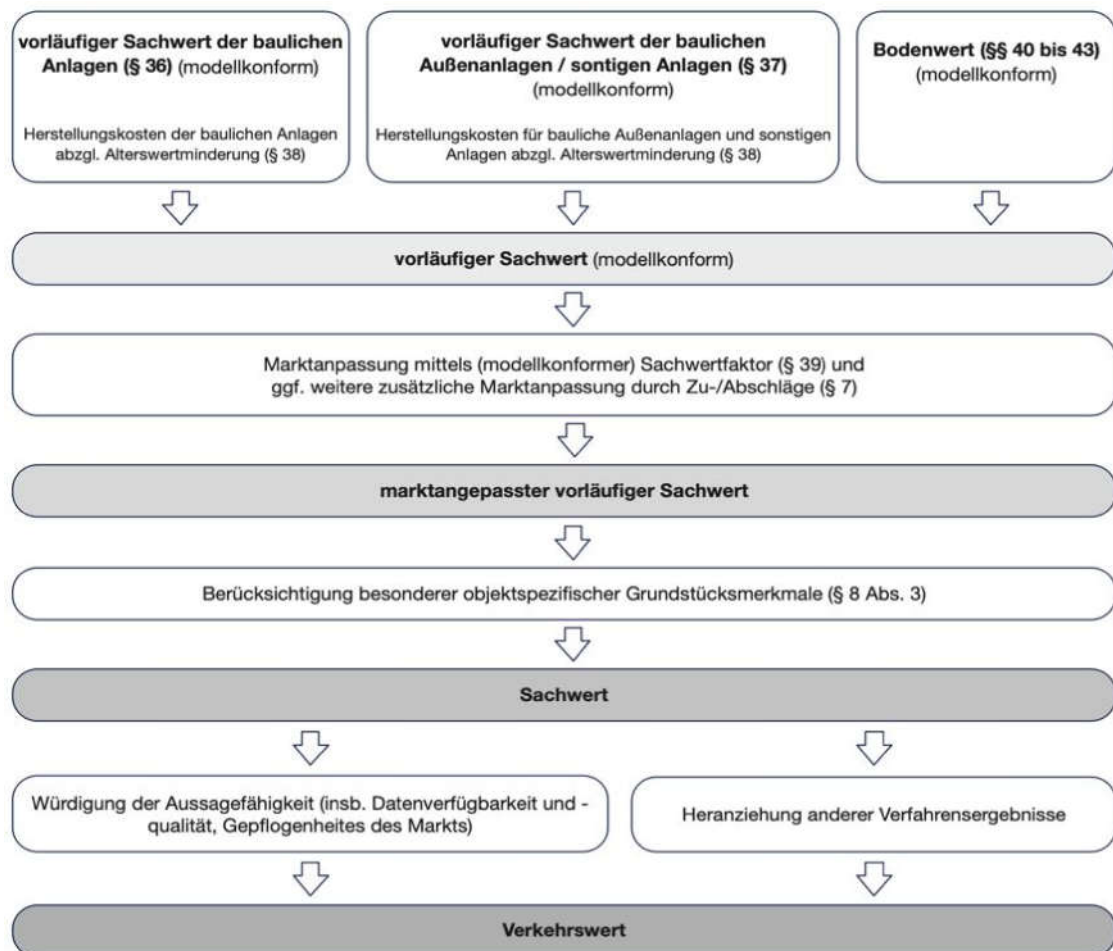 vorläufiger Sachwert der baulichen
Anlagen (§ 36) (modellkonform)
Herstellungskosten der baulichen Anlagen
abzgl. Alterswertminderung (§ 38)
vorläufiger Sachwert der baulichen
Außenanlagen / sontigen Anlagen (§ 37)
(modellkonform)
Herstellungskosten für bauliche Außenanlagen und sonstigen
Anlagen abzgl. Alterswertminderung (§ 38)
Bodenwert (§§ 40 bis 43)
(modellkonform)
vorläufiger Sachwert (modellkonform)
Marktanpassung mittels (modellkonformer) Sachwertfaktor (§ 39) und
ggf. weitere zusätzliche Marktanpassung durch Zu-/Abschläge (§ 7)
marktangepasster vorläufiger Sachwert
Berücksichtigung besonderer objektspezifischer Grundstücksmerkmale (§ 8 Abs. 3)
Sachwert
Würdigung der Aussagefähigkeit (insb. Datenverfügbarkeit und -
qualität, Gepflogenheites des Markts)
Heranziehung anderer Verfahrensergebnisse
Verkehrswert